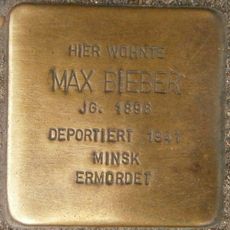 HIER WOHNTE
MAX BIEBER
JG. 1898
DEPORTIERT 1941
MINSK
ERMORDET